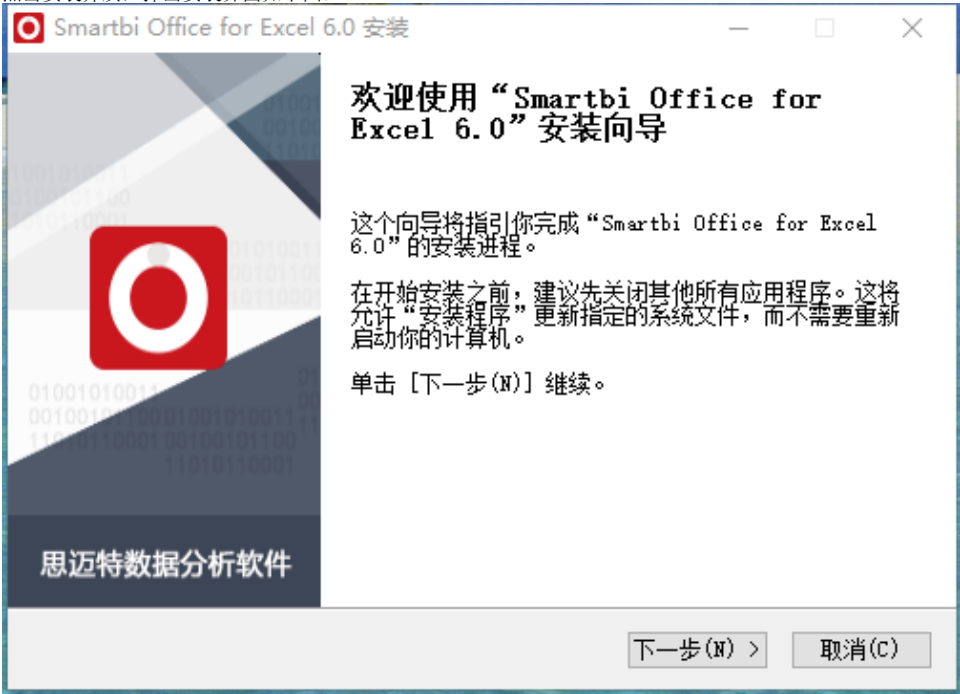 Smartbi Office for Excel 6.0 安装
欢迎使用“Smartbi Office for
Excel 6.0”安装向导
这个向导将指引你完成“Smartbi Office for Excel
6.0”的安装进程。
在开始安装之前，建议先关闭其他所有应用程序。这将
允许“安装程序”更新指定的系统文件，而不需要重新
启动你的计算机。
单击 [下一步(N)] 继续。
思迈特数据分析软件
下一步(N) >
取消(C)